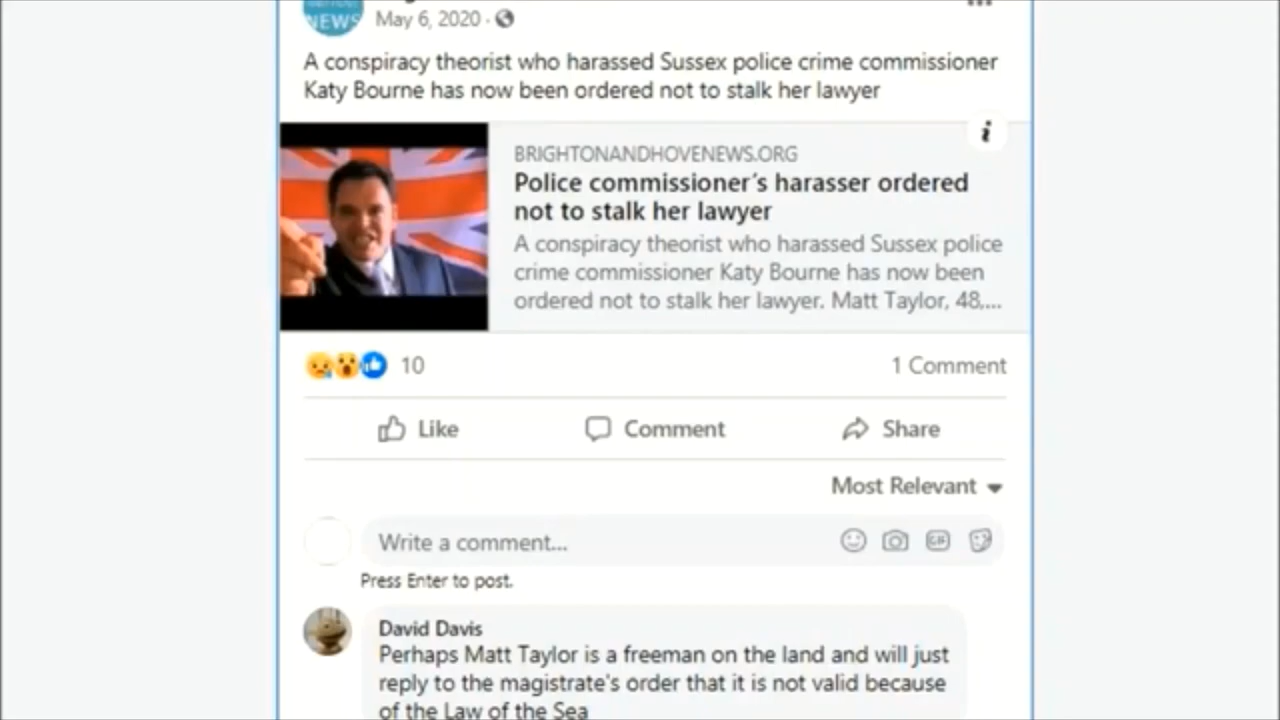 NEWS
May 6, 2020 ·
A conspiracy theorist who harassed Sussex police crime commissioner
Katy Bourne has now been ordered not to stalk her lawyer
i
BRIGHTONANDHOVENEWS.ORG
Police commissioner's harasser ordered
not to stalk her lawyer
A conspiracy theorist who harassed Sussex police
crime commissioner Katy Bourne has now been
ordered not to stalk her lawyer. Matt Taylor, 48,...
10
1 Comment
Like
Comment
Share
Most Relevant
Write a comment...
GIF
Press Enter to post.
David Davis
Perhaps Matt Taylor is a freeman on the land and will just
reply to the magistrate's order that it is not valid because
of the Law of the Sea